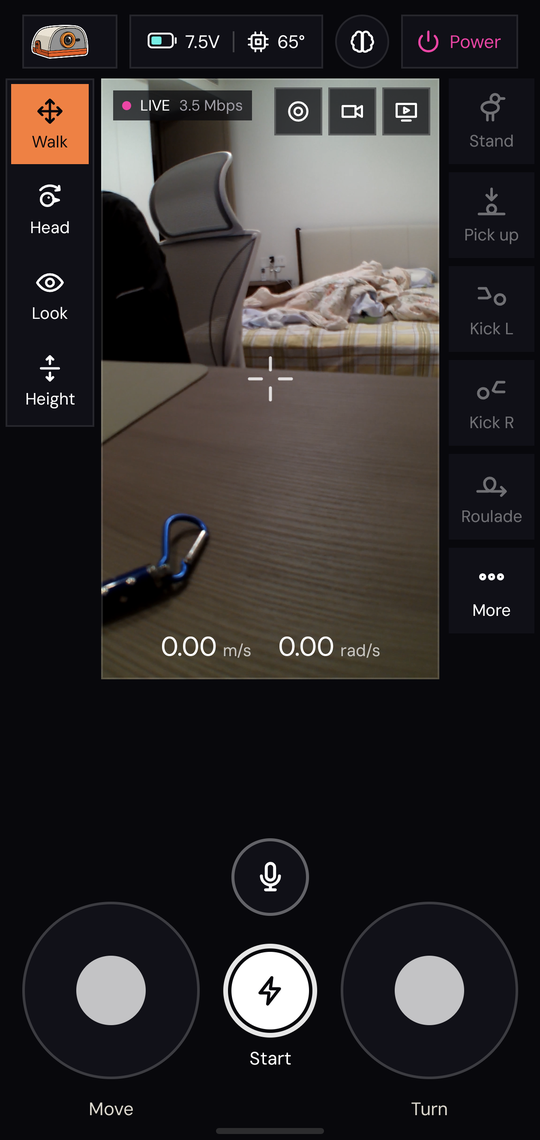 7.5V
65°
Power
Walk
Head
Look
Height
LIVE 3.5 Mbps
Stand
Pick up
Kick L
Kick R
Roulade
More
0.00 m/s 0.00 rad/s
Start
Move
Turn